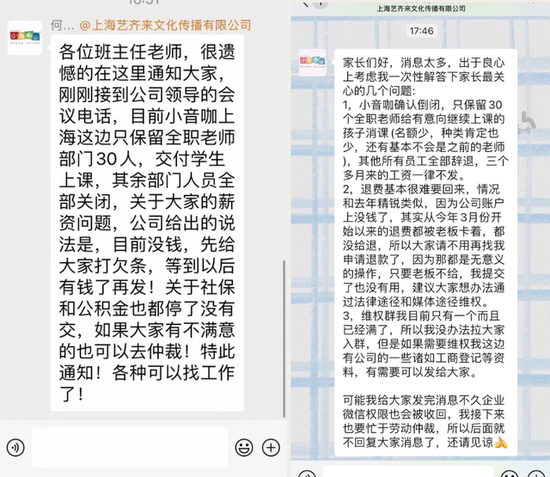 何... @上海艺齐来文化传播有限公司
各位班主任老师，很遗
憾的在这里通知大家，
刚刚接到公司领导的会
议电话，目前小音咖上
海这边只保留全职老师
部门30人，交付学生
上课，其余部门人员全
部关闭，关于大家的薪
资问题，公司给出的说
法是，目前没钱，先给
大家打欠条，等到以后
有钱了再发！关于社保
和公积金也都停了没有
交，如果大家有不满意
的也可以去仲裁！特此
通知！各种可以找工作
了！
上海艺齐来文化传播有限公司
17:46
家长们好，消息太多，出于良心
上考虑我一次性解答下家长最关
心的几个问题:
1，小音咖确认倒闭，只保留30
个全职老师给有意向继续上课的
孩子消课(名额少，种类肯定也
少，还有基本不会是之前的老师
)，其他所有员工全部辞退，三个
多月来的工资一律不发。
2，退费基本很难要回来，情况
和去年精锐类似，因为公司账户
上没钱了，其实从今年3月份开
始以来的退费都被老板卡着，都
没给退，所以大家请不用再找我
申请退款了，因为那都是无意义
的操作，只要老板不给，我提交
了也没有用，建议大家想办法通
过法律途径和媒体途径维权。
3，维权群我目前只有一个而且
已经满了，所以我没办法拉大家
入群，但是如果需要维权我这边
有公司的一些诸如工商登记等资
料，有需要可以发给大家。
可能我给大家发完消息不久企业
微信权限也会被收回，我接下来
也要忙于劳动仲裁，所以后面就
不回复大家消息了，还请见谅